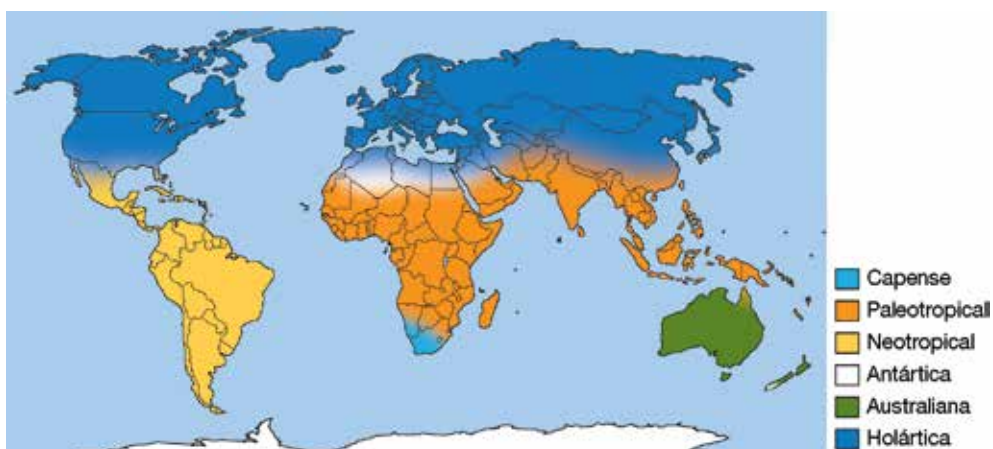 Capense
Paleotropicall
Neotropical
Antártica
Australiana
Holártica